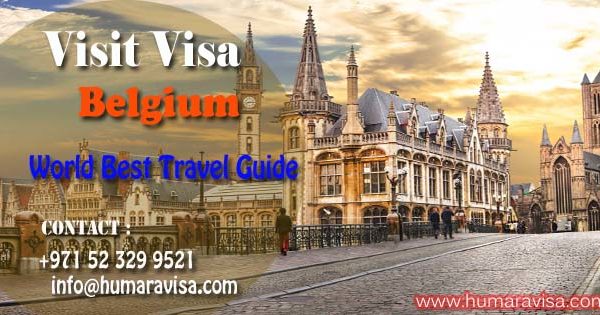 Visit Visa
Belgium
World Best Travel Guide
CONTACT :
+971 52 329 9521
info@humaravisa.com
www.humaravisa.com